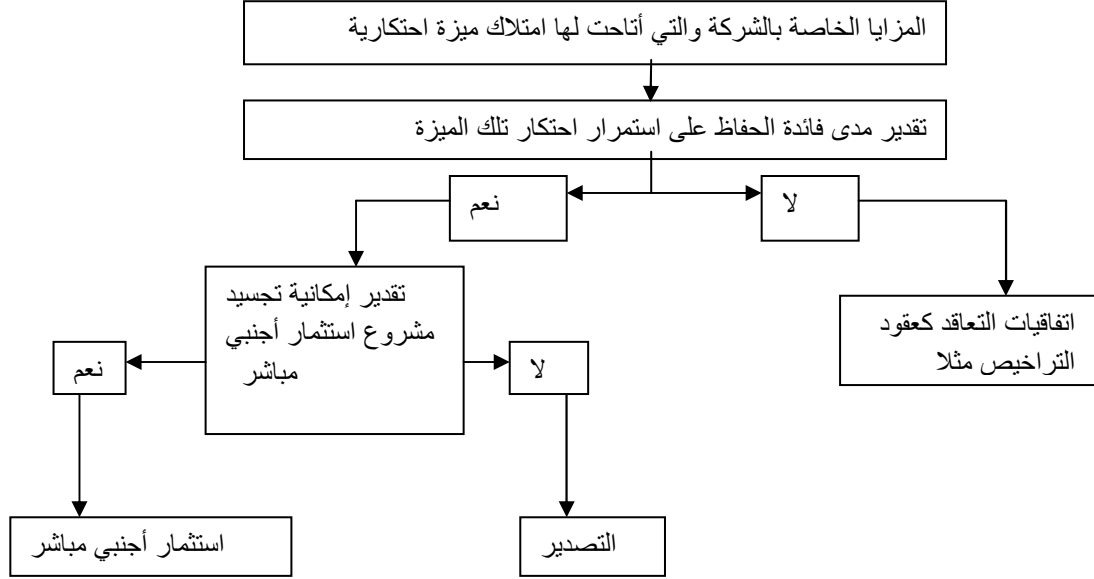 المزايا الخاصة بالشركة والتي أتاحت لها امتلاك ميزة احتكارية
تقدير مدى فائدة الحفاظ على استمرار احتكار تلك الميزة
لا
نعم
تقدير إمكانية تجسيد
مشروع استثمار أجنبي
مباشر
اتفاقيات التعاقد كعقود
التراخيص مثلا
لا
نعم
التصدير
استثمار أجنبي مباشر